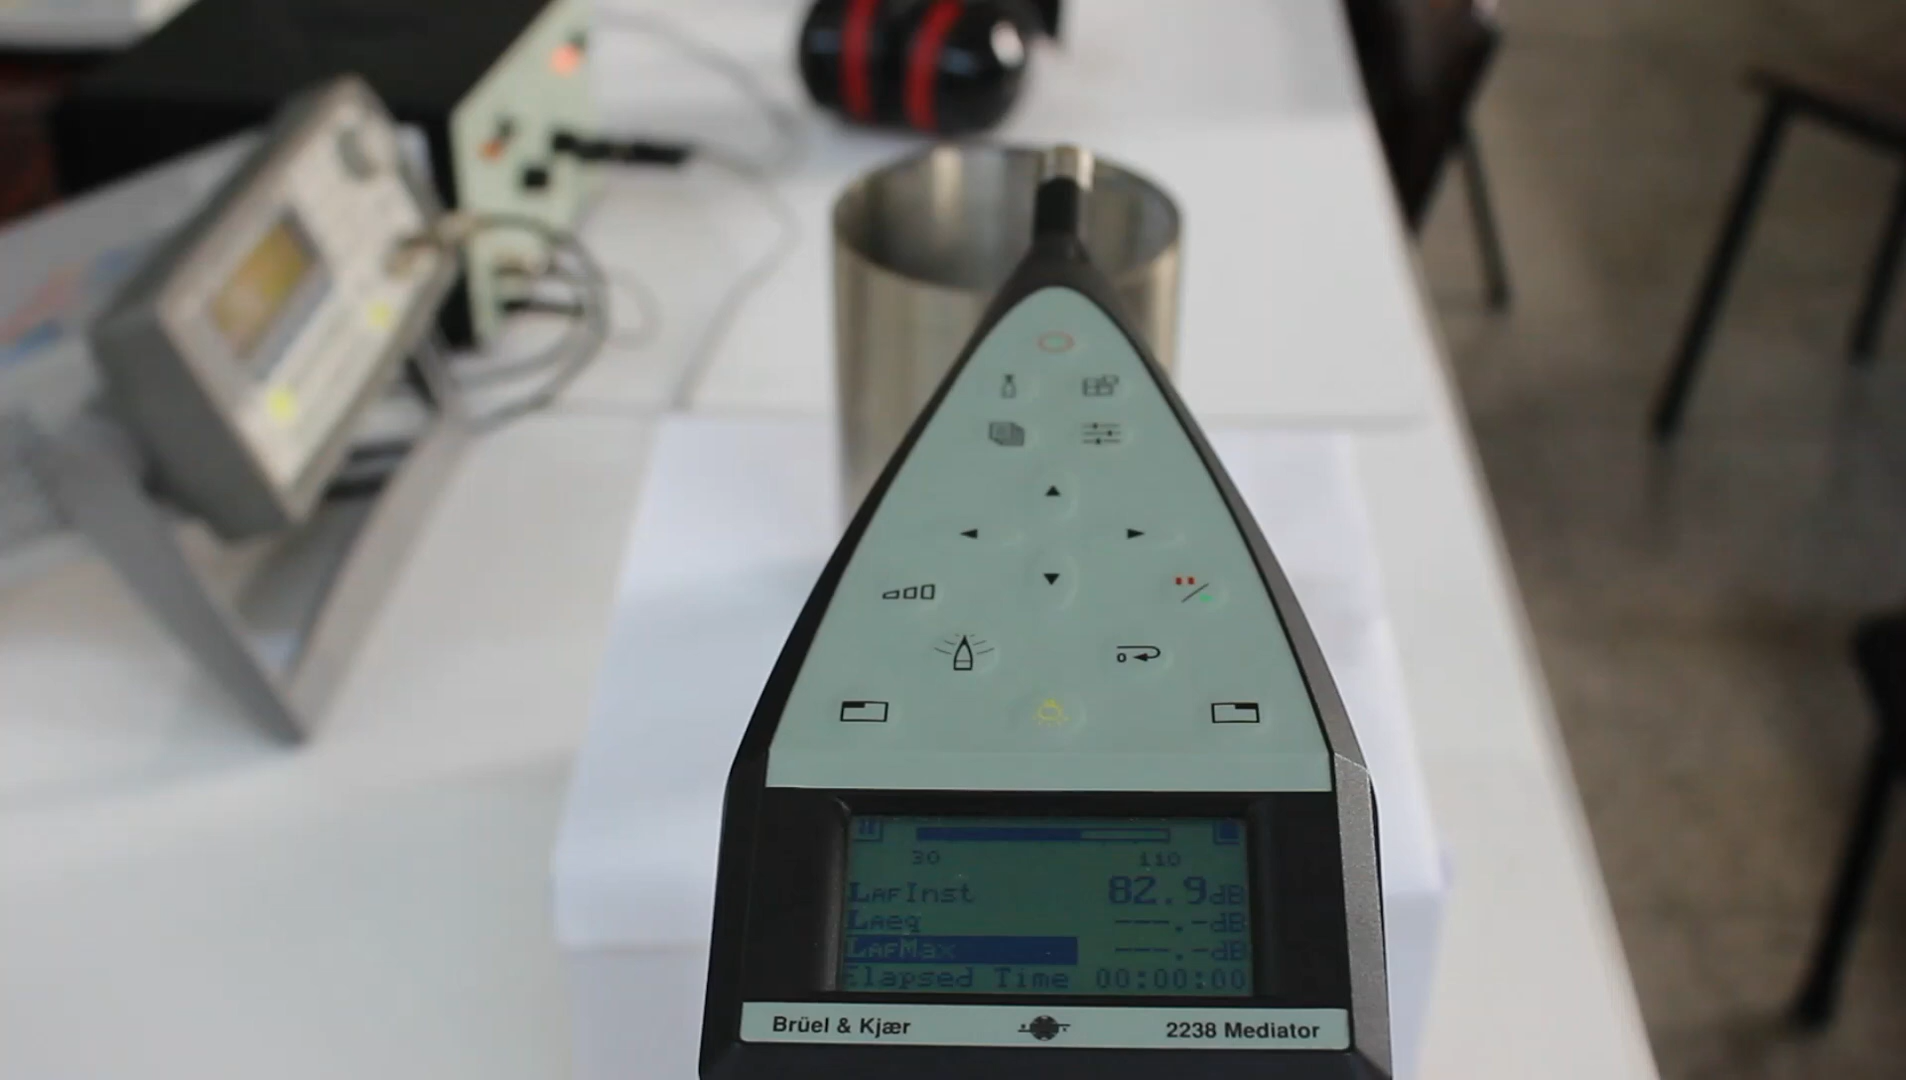 30 110
LAFInst 82.9dB
LAeq ---.-dB
LAFMax ---.-dB
Elapsed Time 00:00:00
Brüel & Kjær 2238 Mediator